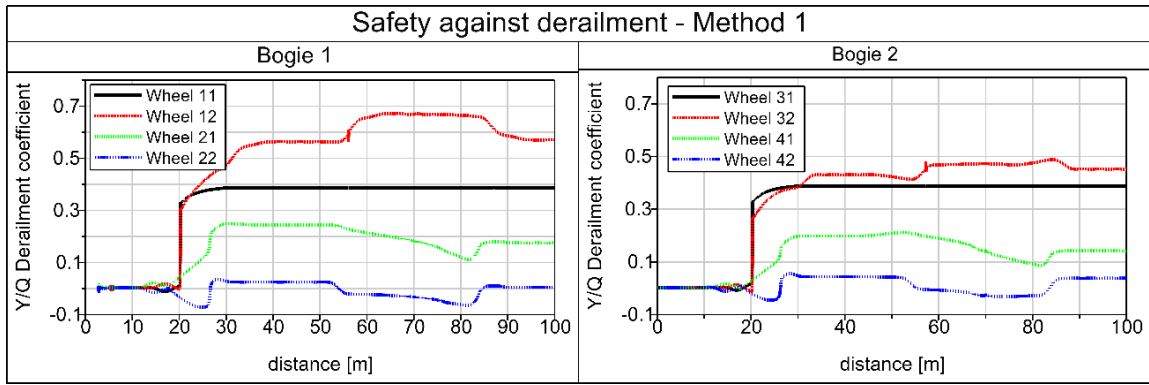 Safety against derailment - Method 1
Bogie 1
Y/Q Derailment coefficient
0.7
0.5
0.3
0.1
-0.1
Wheel 11
Wheel 12
Wheel 21
Wheel 22
0 10 20 30 40 50 60 70 80 90 100
distance [m]
Bogie 2
Y/Q Derailment coefficient
0.7
0.5
0.3
0.1
-0.1
Wheel 31
Wheel 32
Wheel 41
Wheel 42
0 20 40 60 80 100
distance [m]